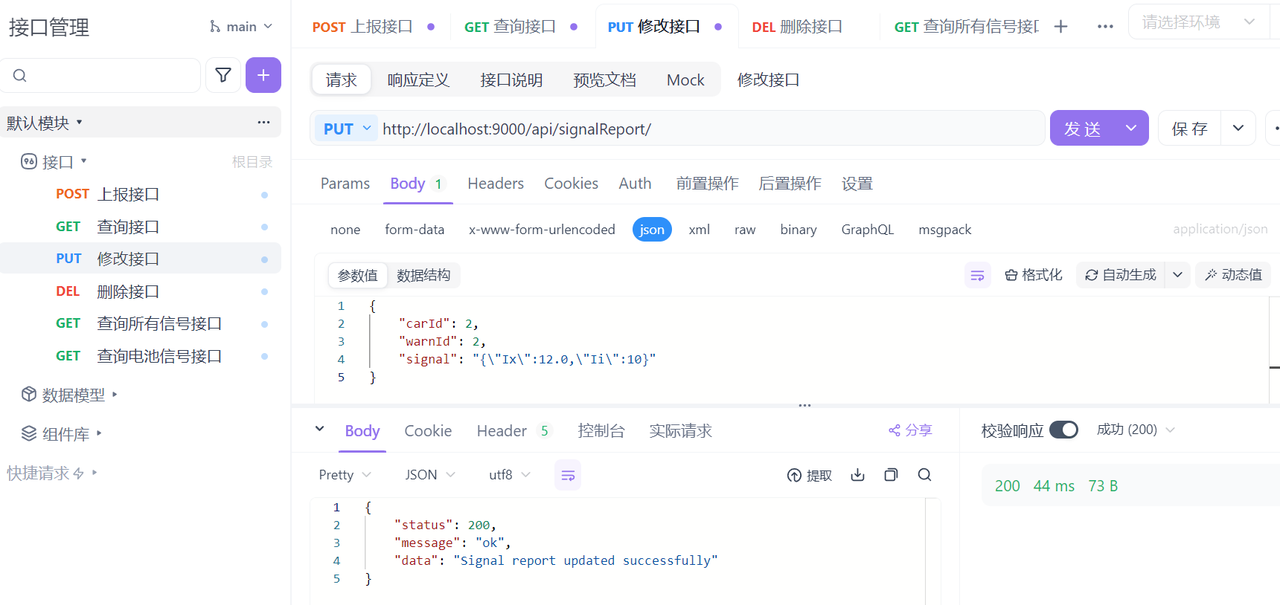 接口管理
main
默认模块
...
接口
根目录
POST 上报接口
GET 查询接口
PUT 修改接口
DEL 删除接口
GET 查询所有信号接口
GET 查询电池信号接口
数据模型
组件库
快捷请求
POST 上报接口
GET 查询接口
PUT 修改接口
DEL 删除接口
GET 查询所有信号接
请选择环境
请求
响应定义
接口说明
预览文档
Mock
修改接口
PUT
http://localhost:9000/api/signalReport/
发送
保存
Params
Body 1
Headers
Cookies
Auth
前置操作
后置操作
设置
none
form-data
x-www-form-urlencoded
json
xml
raw
binary
GraphQL
msgpack
application/json
参数值
数据结构
格式化
自动生成
动态值
1 {
2 "carId": 2,
3 "warnId": 2,
4 "signal": "{\"Ix\":12.0,\"Ii\":10}"
5 }
Body
Cookie
Header 5
控制台
实际请求
分享
Pretty
JSON
utf8
提取
1 {
2 "status": 200,
3 "message": "ok",
4 "data": "Signal report updated successfully"
5 }
校验响应
成功 (200)
200 44 ms 73 B